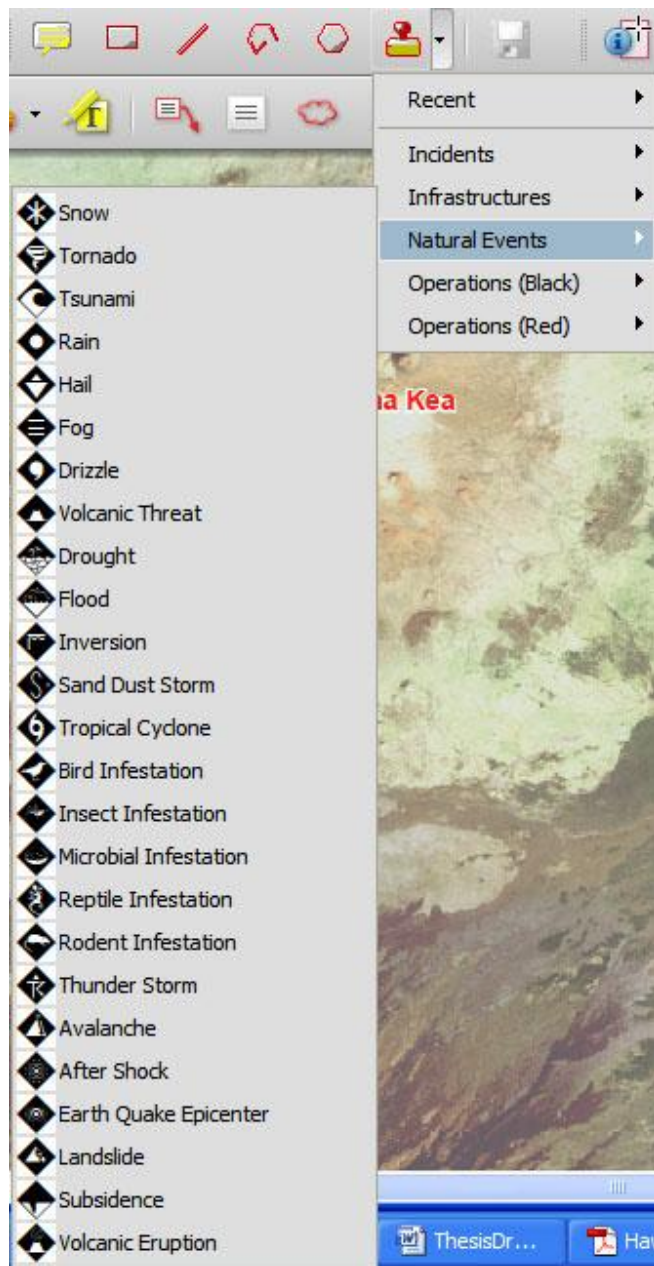 Recent
Incidents
Infrastructures
Natural Events
Operations (Black)
Operations (Red)
Snow
Tornado
Tsunami
Rain
Hail
Fog
Drizzle
Volcanic Threat
Drought
Flood
Inversion
Sand Dust Storm
Tropical Cyclone
Bird Infestation
Insect Infestation
Microbial Infestation
Reptile Infestation
Rodent Infestation
Thunder Storm
Avalanche
After Shock
Earth Quake Epicenter
Landslide
Subsidence
Volcanic Eruption
na Kea
ThesisDr...
Hav